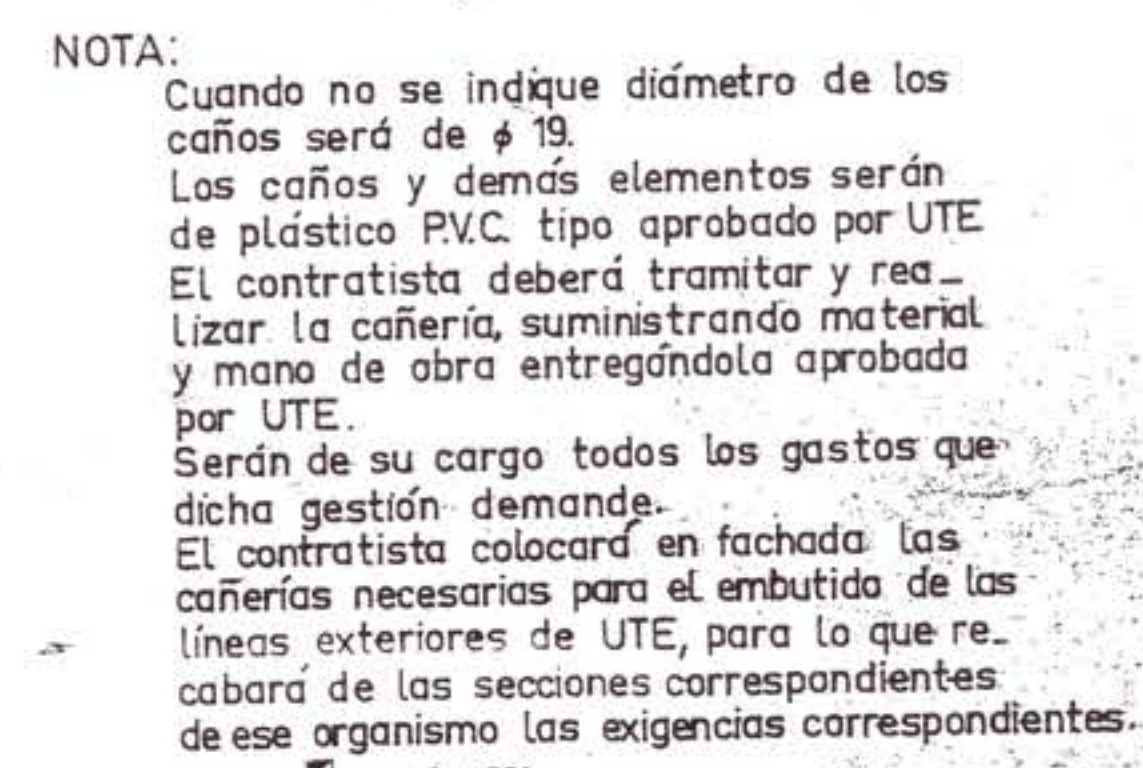 NOTA:
Cuando no se indique diámetro de los
caños será de ϕ 19.
Los caños y demás elementos serán
de plástico P.V.C. tipo aprobado por UTE
El contratista deberá tramitar y rea_
lizar la cañería, suministrando material
y mano de obra entregándola aprobada
por UTE.
Serán de su cargo todos los gastos que
dicha gestión demande.
El contratista colocará en fachada las
cañerías necesarias para el embutido de las
líneas exteriores de UTE, para lo que re_
cabará de las secciones correspondientes
de ese organismo las exigencias correspondientes.